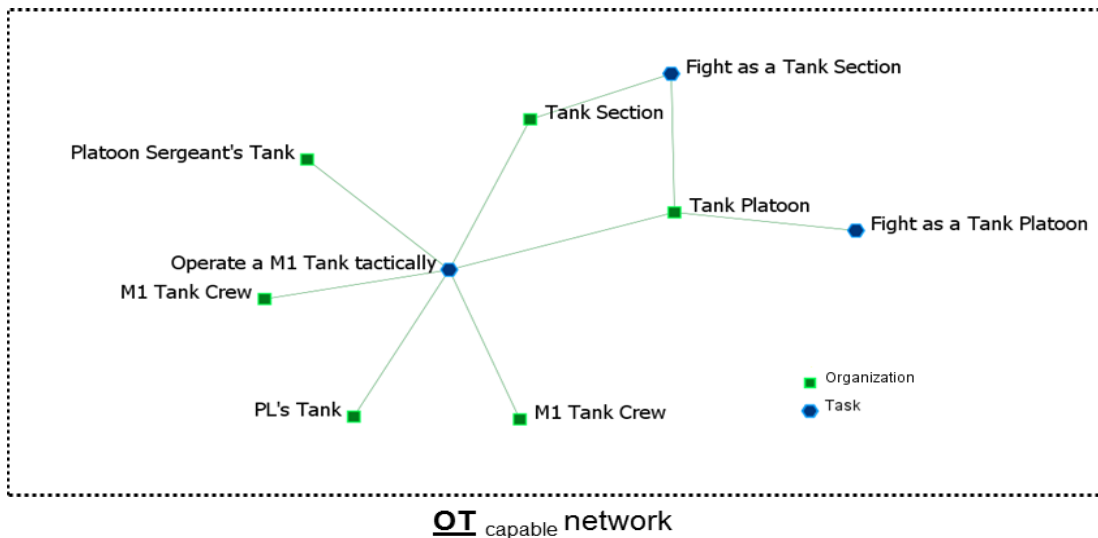 Fight as a Tank Section
Tank Section
Platoon Sergeant's Tank
Tank Platoon
Fight as a Tank Platoon
Operate a M1 Tank tactically
M1 Tank Crew
Organization
Task
PL's Tank
M1 Tank Crew
OT capable network